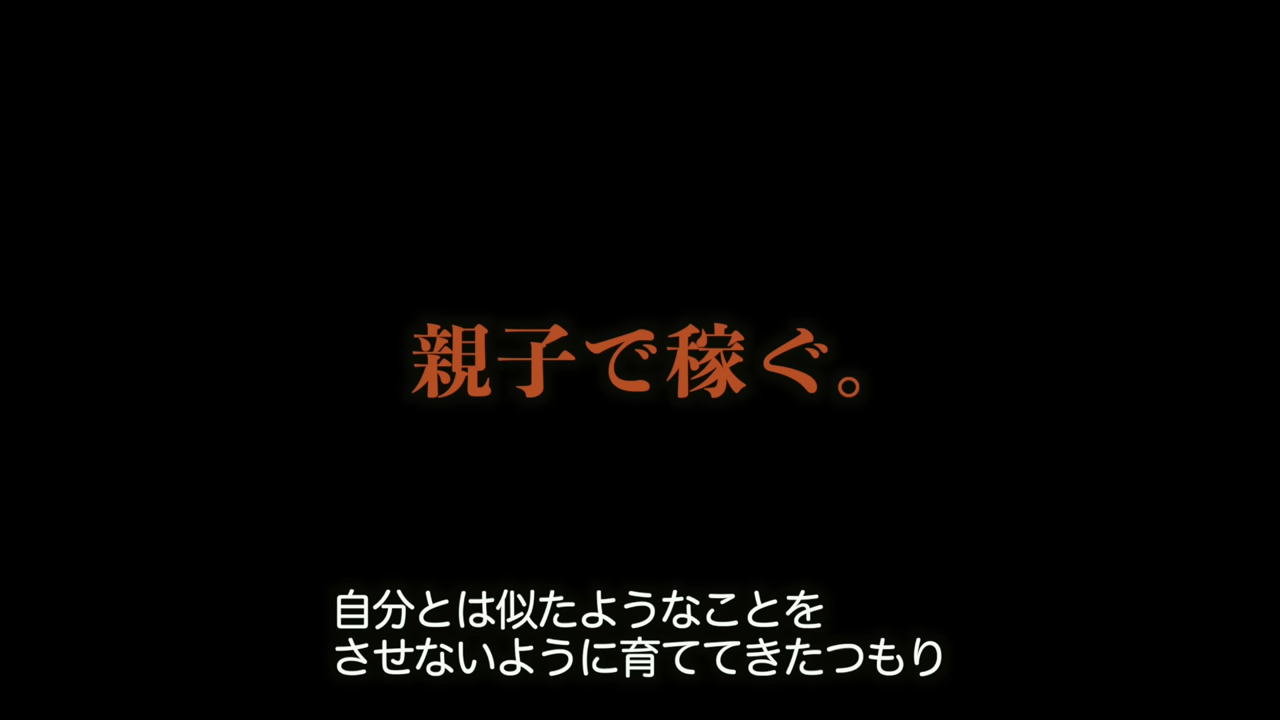 親子で稼ぐ。
自分とは似たようなことを
させないように育ててきたつもり